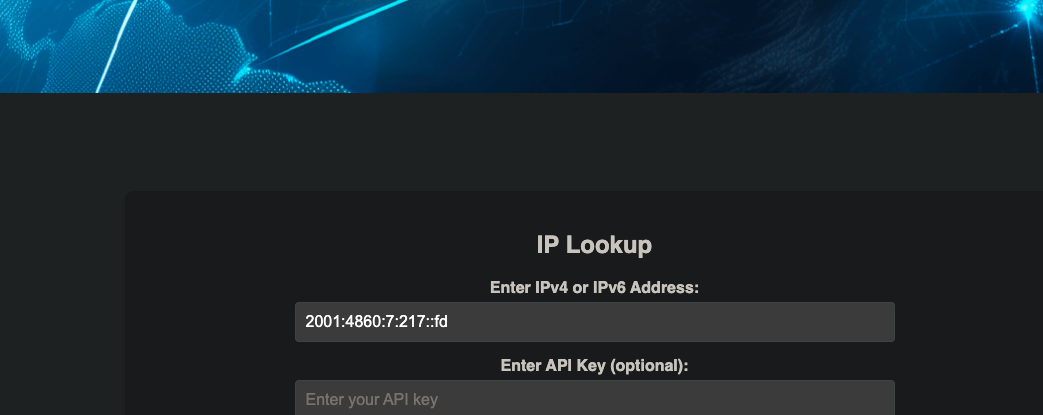 IP Lookup
Enter IPv4 or IPv6 Address:
2001:4860:7:217::fd
Enter API Key (optional):
Enter your API key